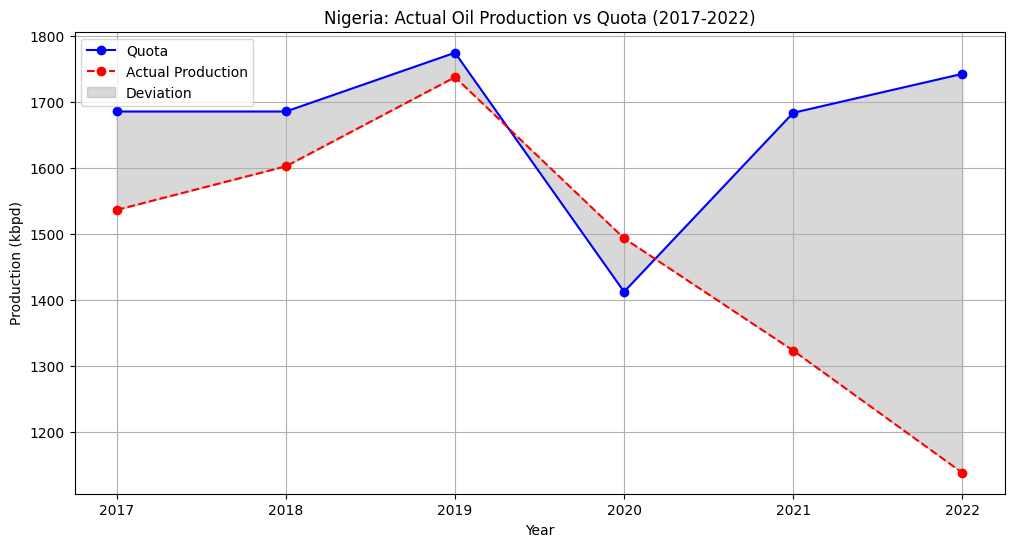 Nigeria: Actual Oil Production vs Quota (2017-2022)
Quota
Actual Production
Deviation
Production (kbpd)
1800
1700
1600
1500
1400
1300
1200
2017 2018 2019 2020 2021 2022
Year